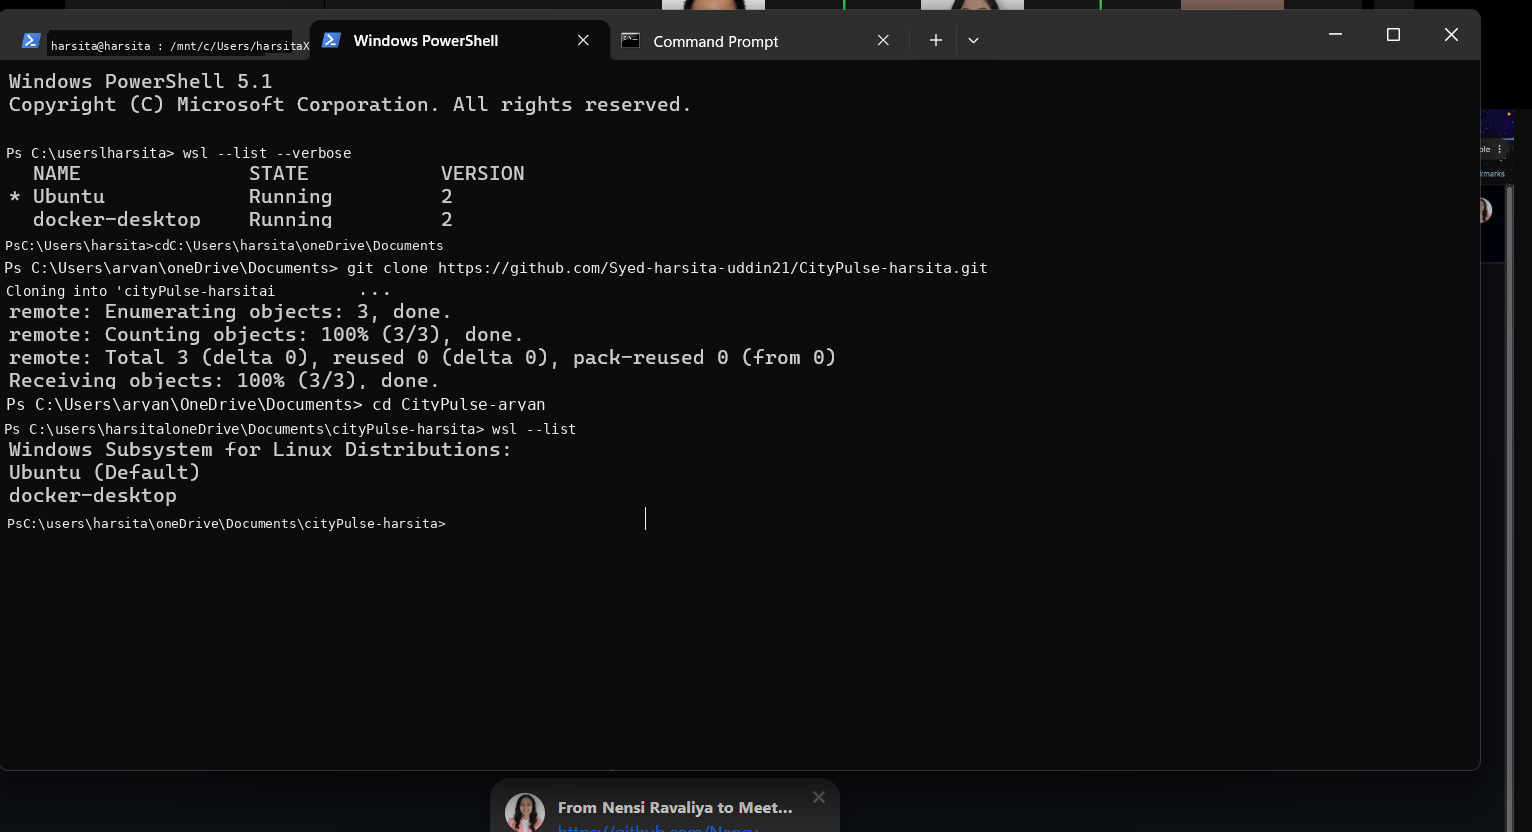 harsita@harsita : /mnt/c/Users/harsitaX
Windows PowerShell
Command Prompt
Windows PowerShell 5.1
Copyright (C) Microsoft Corporation. All rights reserved.
Ps C:\userslharsita> wsl --list --verbose
NAME STATE VERSION
* Ubuntu Running 2
docker-desktop Running 2
PsC:\Users\harsita>cdC:\Users\harsita\oneDrive\Documents
Ps C:\Users\arvan\oneDrive\Documents> git clone https://github.com/Syed-harsita-uddin21/CityPulse-harsita.git
Cloning into 'cityPulse-harsitai ...
remote: Enumerating objects: 3, done.
remote: Counting objects: 100% (3/3), done.
remote: Total 3 (delta 0), reused 0 (delta 0), pack-reused 0 (from 0)
Receiving objects: 100% (3/3), done.
Ps C:\Users\aryan\OneDrive\Documents> cd CityPulse-aryan
Ps C:\users\harsitaloneDrive\Documents\cityPulse-harsita> wsl --list
Windows Subsystem for Linux Distributions:
Ubuntu (Default)
docker-desktop
PsC:\users\harsita\oneDrive\Documents\cityPulse-harsita>
From Nensi Ravaliya to Meet...